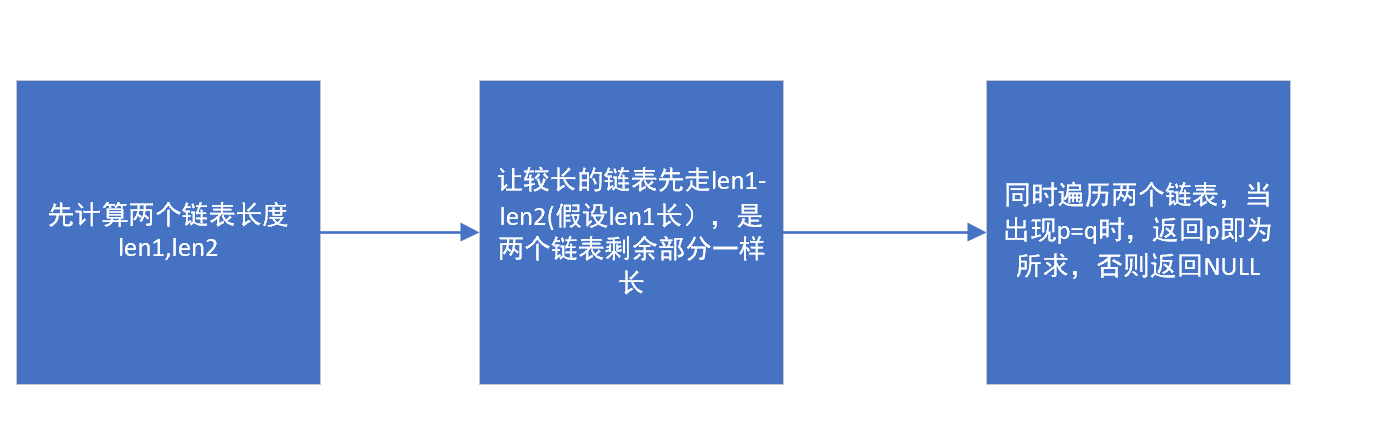 先计算两个链表长度
len1,len2
让较长的链表先走len1-
len2(假设len1长），是
两个链表剩余部分一样
长
同时遍历两个链表，当
出现p=q时，返回p即为
所求，否则返回NULL